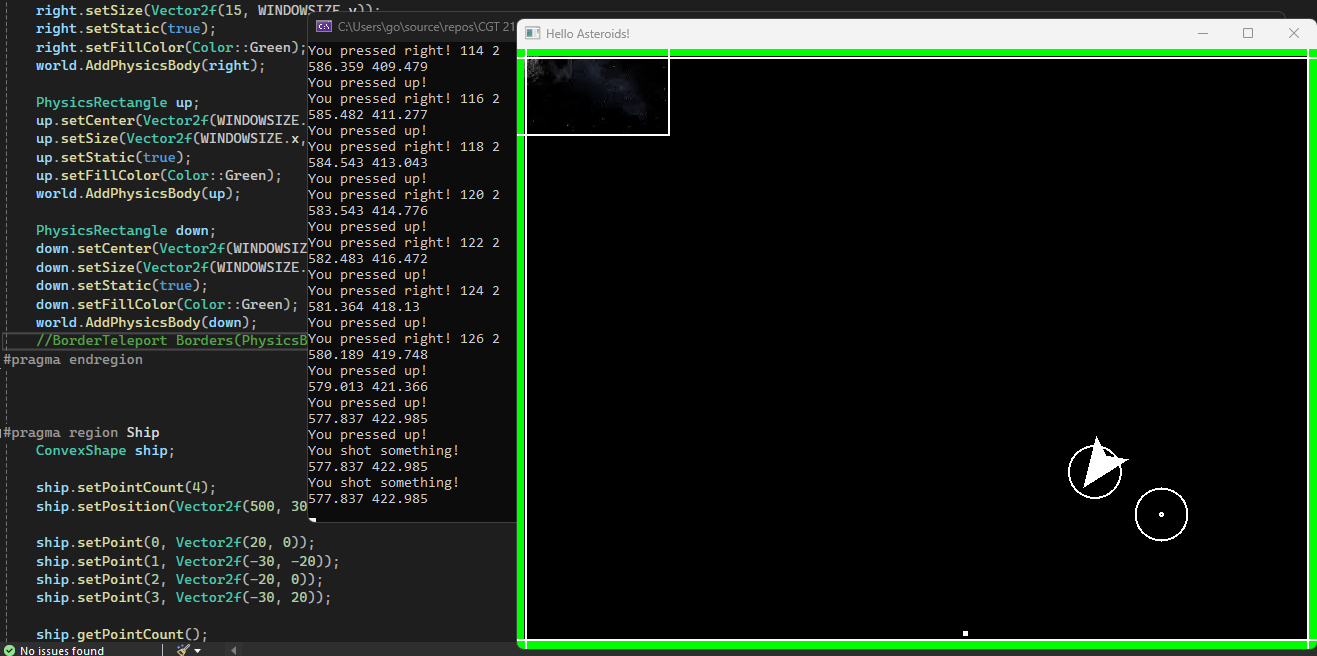 right.setSize(Vector2f(15, WINDOWSIZE.y));
right.setStatic(true);
right.setFillColor(Color::Green);
world.AddPhysicsBody(right);
PhysicsRectangle up;
up.setCenter(Vector2f(WINDOWSIZE.
up.setSize(Vector2f(WINDOWSIZE.x,
up.setStatic(true);
up.setFillColor(Color::Green);
world.AddPhysicsBody(up);
PhysicsRectangle down;
down.setCenter(Vector2f(WINDOWSIZ
down.setSize(Vector2f(WINDOWSIZE.
down.setStatic(true);
down.setFillColor(Color::Green);
world.AddPhysicsBody(down);
//BorderTeleport Borders(PhysicsB
#pragma endregion
#pragma region Ship
ConvexShape ship;
ship.setPointCount(4);
ship.setPosition(Vector2f(500, 30
ship.setPoint(0, Vector2f(20, 0));
ship.setPoint(1, Vector2f(-30, -20));
ship.setPoint(2, Vector2f(-20, 0));
ship.setPoint(3, Vector2f(-30, 20));
ship.getPointCount();
No issues found
C:\Users\go\source\repos\CGT 21
You pressed right! 114 2
586.359 409.479
You pressed up!
You pressed right! 116 2
585.482 411.277
You pressed up!
You pressed right! 118 2
584.543 413.043
You pressed up!
You pressed right! 120 2
583.543 414.776
You pressed up!
You pressed right! 122 2
582.483 416.472
You pressed up!
You pressed right! 124 2
581.364 418.13
You pressed up!
You pressed right! 126 2
580.189 419.748
You pressed up!
579.013 421.366
You pressed up!
577.837 422.985
You pressed up!
You shot something!
577.837 422.985
You shot something!
577.837 422.985
Hello Asteroids!